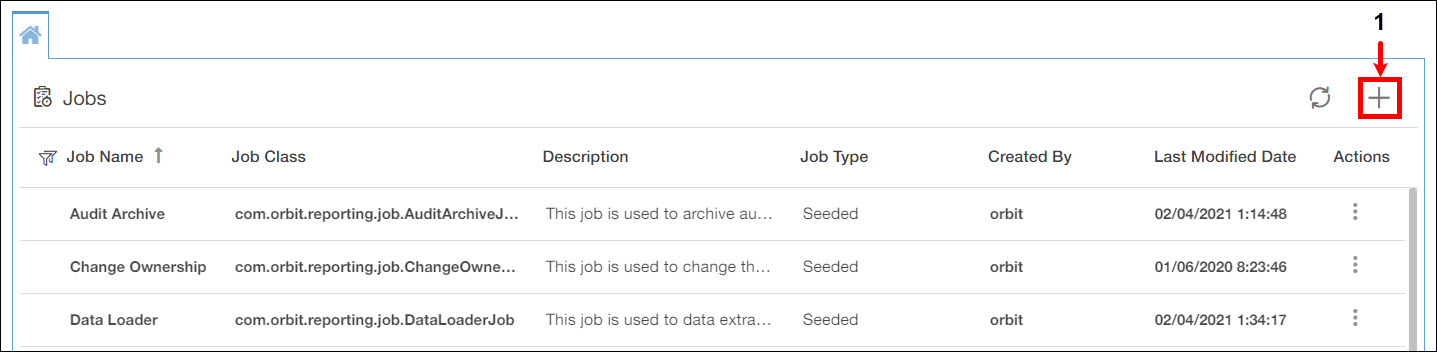 1
Jobs
Job Name Job Class Description Job Type Created By Last Modified Date Actions
Audit Archive com.orbit.reporting.job.AuditArchiveJ... This job is used to archive au... Seeded orbit 02/04/2021 1:14:48
Change Ownership com.orbit.reporting.job.ChangeOwne... This job is used to change th... Seeded orbit 01/06/2020 8:23:46
Data Loader com.orbit.reporting.job.DataLoaderJob This job is used to data extra... Seeded orbit 02/04/2021 1:34:17